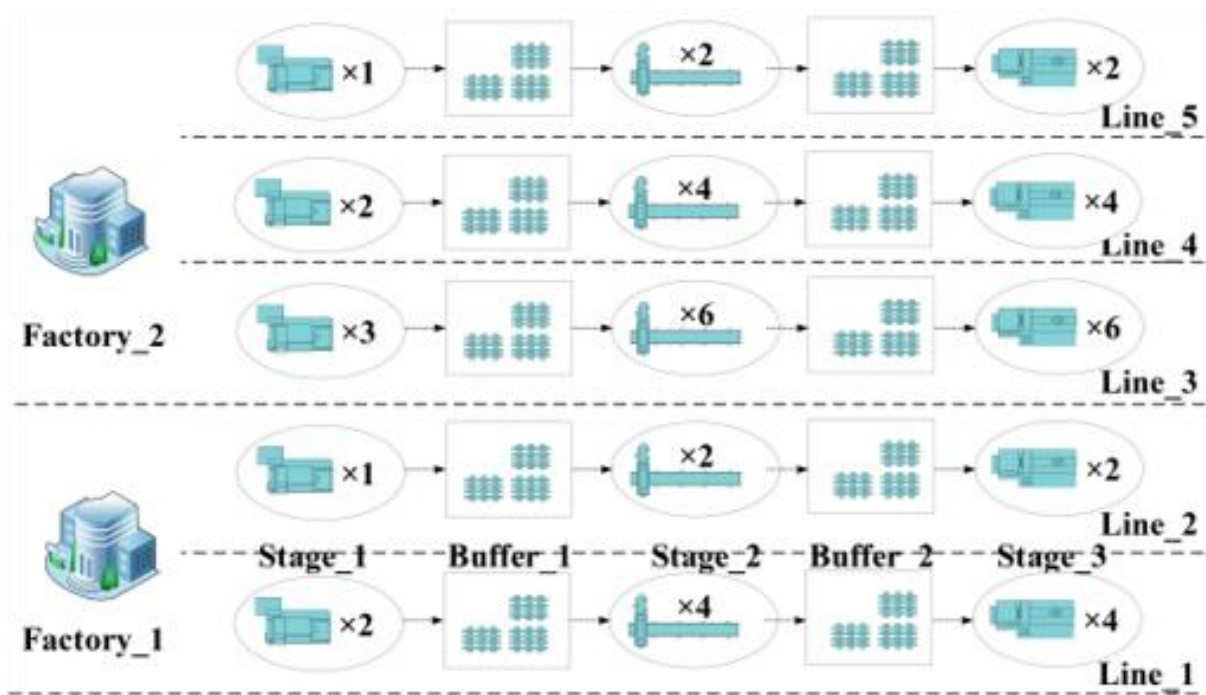 ×1
×2
×2
Line_5
×2
×4
×4
Line_4
Factory_2
×3
×6
×6
Line_3
×1
×2
×2
Line_2
Stage_1
Buffer_1
Stage_2
Buffer_2
Stage_3
Factory_1
×2
×4
×4
Line_1